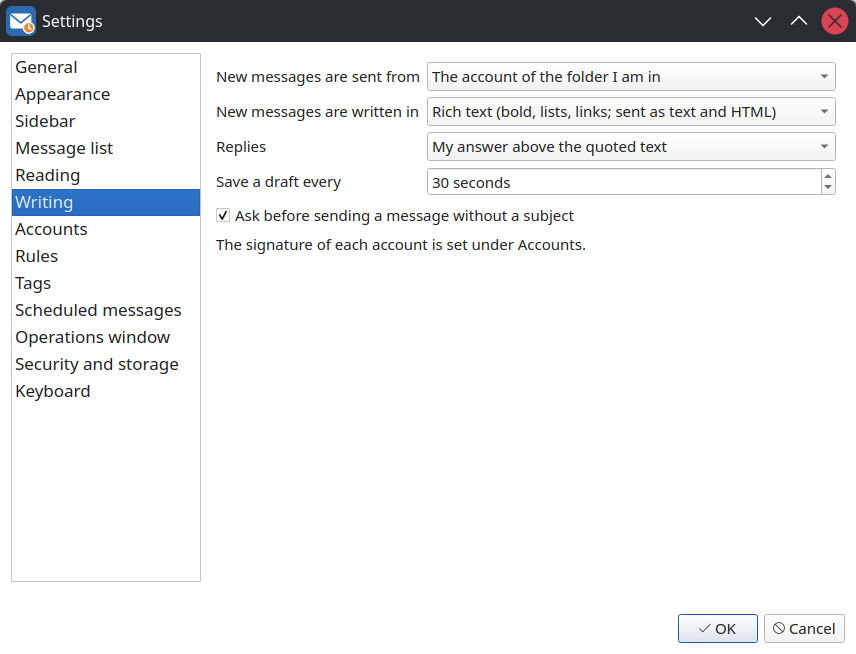 Settings
General
Appearance
Sidebar
Message list
Reading
Writing
Accounts
Rules
Tags
Scheduled messages
Operations window
Security and storage
Keyboard
New messages are sent from The account of the folder I am in
New messages are written in Rich text (bold, lists, links; sent as text and HTML)
Replies My answer above the quoted text
Save a draft every 30 seconds
Ask before sending a message without a subject
The signature of each account is set under Accounts.
OK Cancel